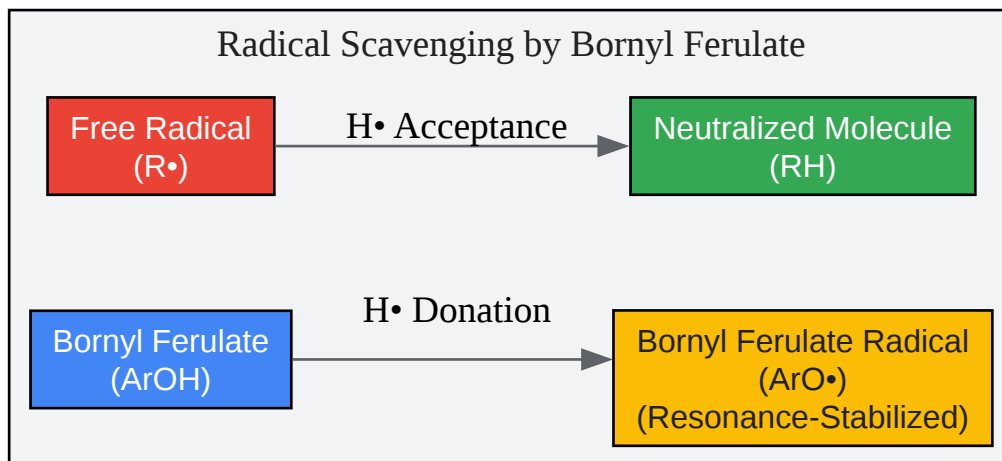 Radical Scavenging by Bornyl Ferulate
Free Radical
(R•)
H• Acceptance
Neutralized Molecule
(RH)
Bornyl Ferulate
(ArOH)
H• Donation
Bornyl Ferulate Radical
(ArO•)
(Resonance-Stabilized)